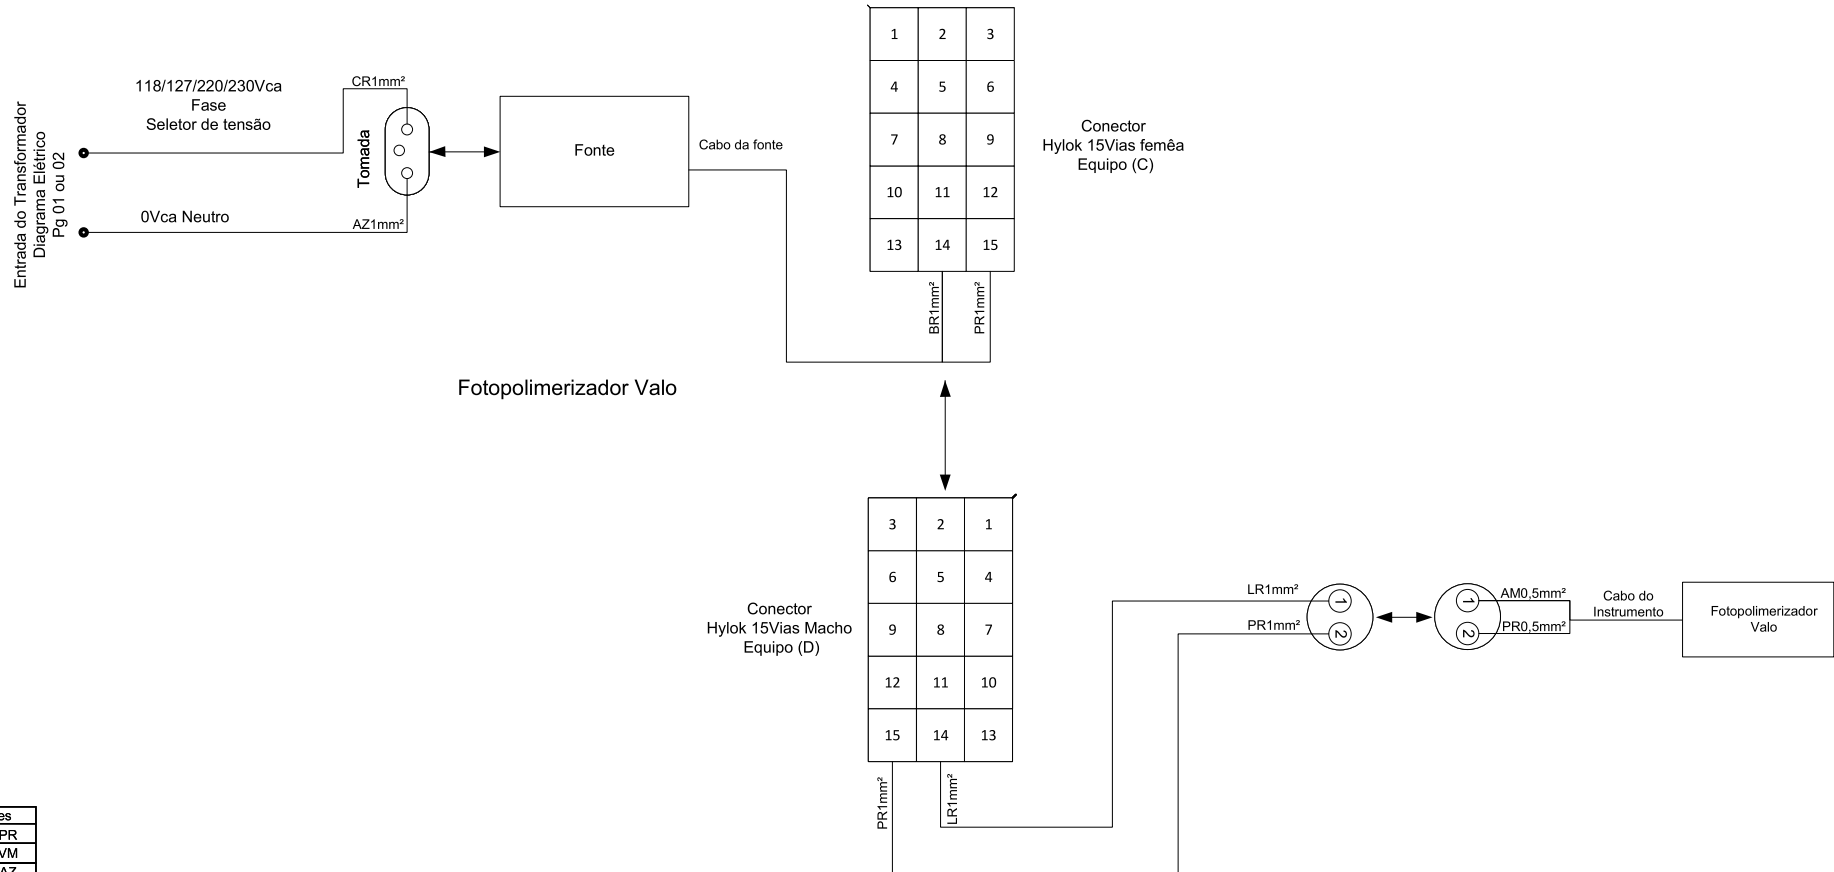 1 2 3
4 5 6
7 8 9
10 11 12
13 14 15
BR1mm²
PR1mm²
Conector
Hylok 15Vias femêa
Equipo (C)
Entrada do Transformador
Diagrama Elétrico
Pg 01 ou 02
118/127/220/230Vca
Fase
Seletor de tensão
CR1mm²
Tomada
0Vca Neutro
AZ1mm²
Fonte
Cabo da fonte
Fotopolimerizador Valo
3 2 1
6 5 4
9 8 7
12 11 10
15 14 13
PR1mm²
LR1mm²
Conector
Hylok 15Vias Macho
Equipo (D)
LR1mm²
PR1mm²
1
2
1
2
AM0,5mm²
PR0,5mm²
Cabo do
Instrumento
Fotopolimerizador
Valo
es
PR
VM